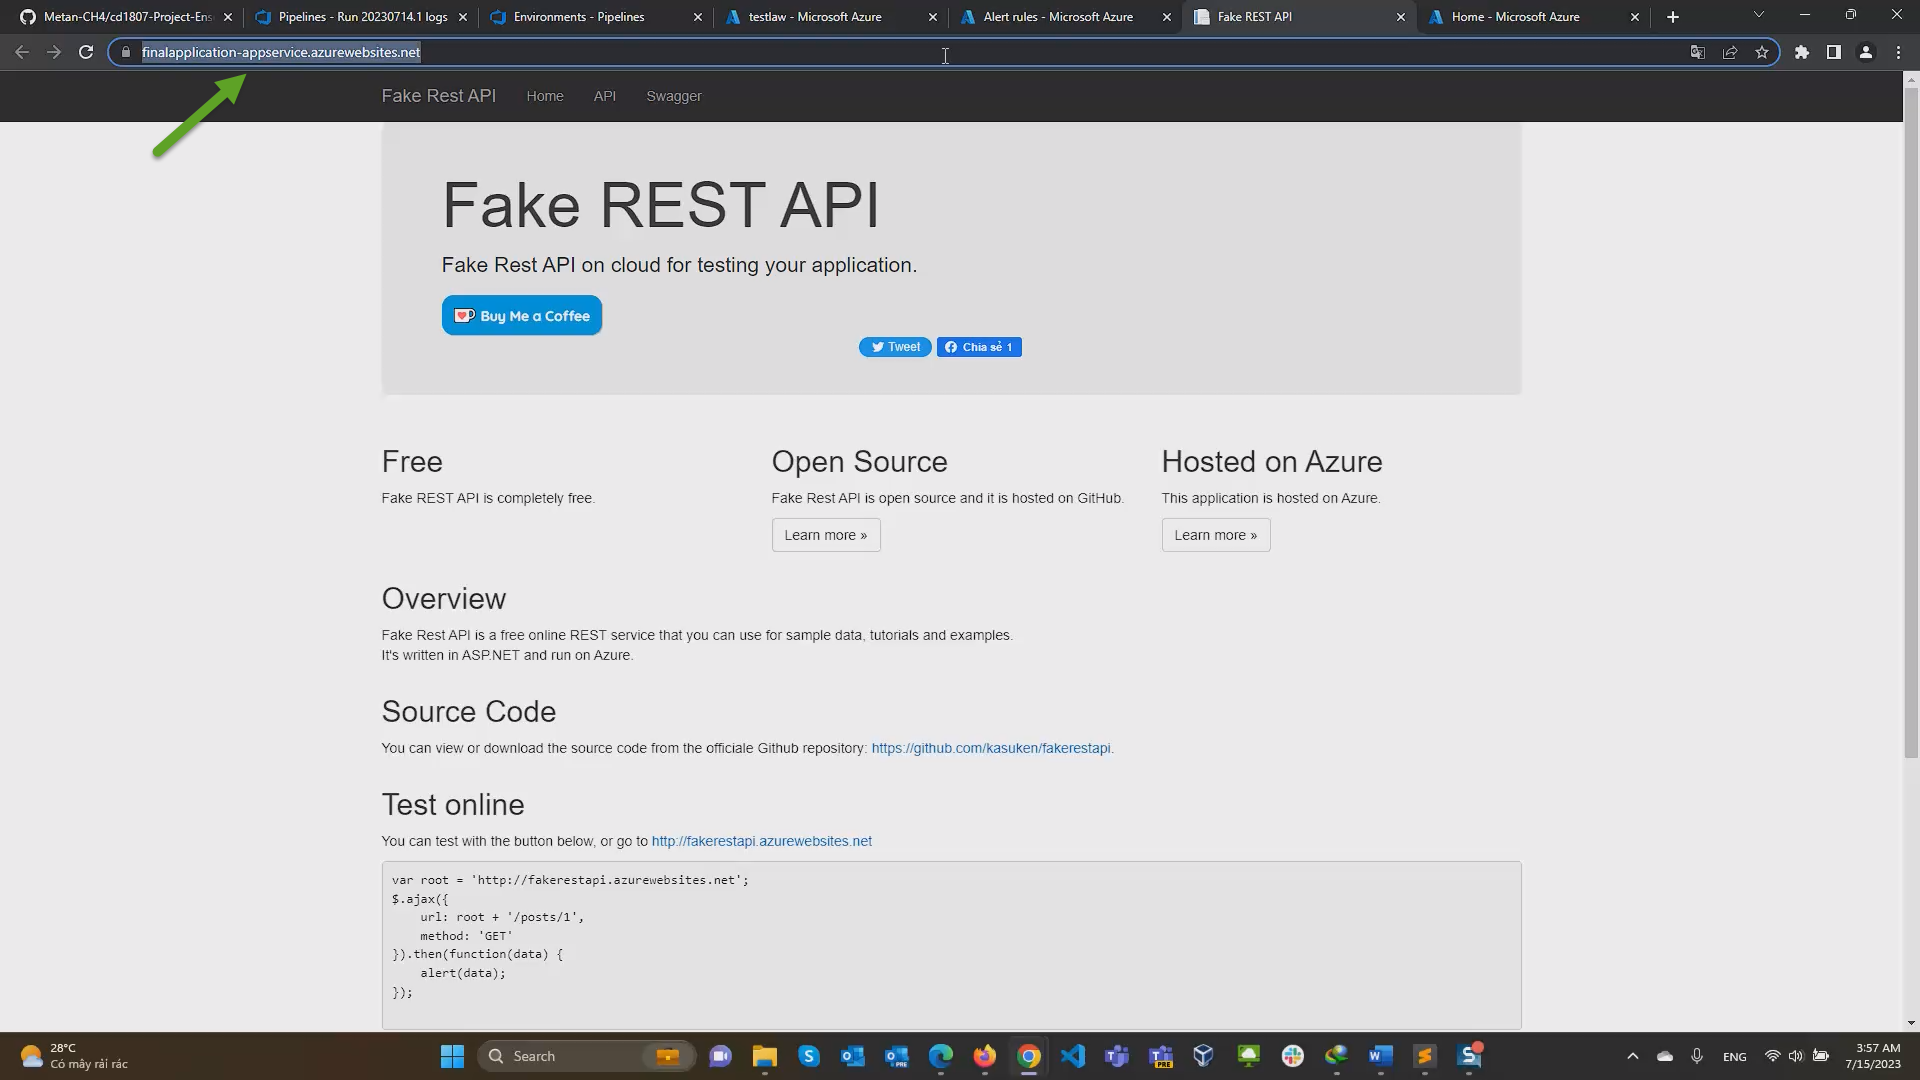 Metan-CH4/cd1807-Project-Ens
Pipelines - Run 20230714.1 logs
Environments - Pipelines
testlaw - Microsoft Azure
Alert rules - Microsoft Azure
Fake REST API
Home - Microsoft Azure
finalapplication-appservice.azurewebsites.net
Fake Rest API
Home
API
Swagger
Fake REST API
Fake Rest API on cloud for testing your application.
Buy Me a Coffee
Tweet
Chia sẻ 1
Free
Fake REST API is completely free.
Open Source
Fake Rest API is open source and it is hosted on GitHub.
Learn more »
Hosted on Azure
This application is hosted on Azure.
Learn more »
Overview
Fake Rest API is a free online REST service that you can use for sample data, tutorials and examples.
It's written in ASP.NET and run on Azure.
Source Code
You can view or download the source code from the officiale Github repository: https://github.com/kasuken/fakerestapi.
Test online
You can test with the button below, or go to http://fakerestapi.azurewebsites.net
var root = 'http://fakerestapi.azurewebsites.net';
$.ajax({
url: root + '/posts/1',
method: 'GET'
}).then(function(data) {
alert(data);
});
28°C
Có mây rải rác
Search
ENG
3:57 AM
7/15/2023